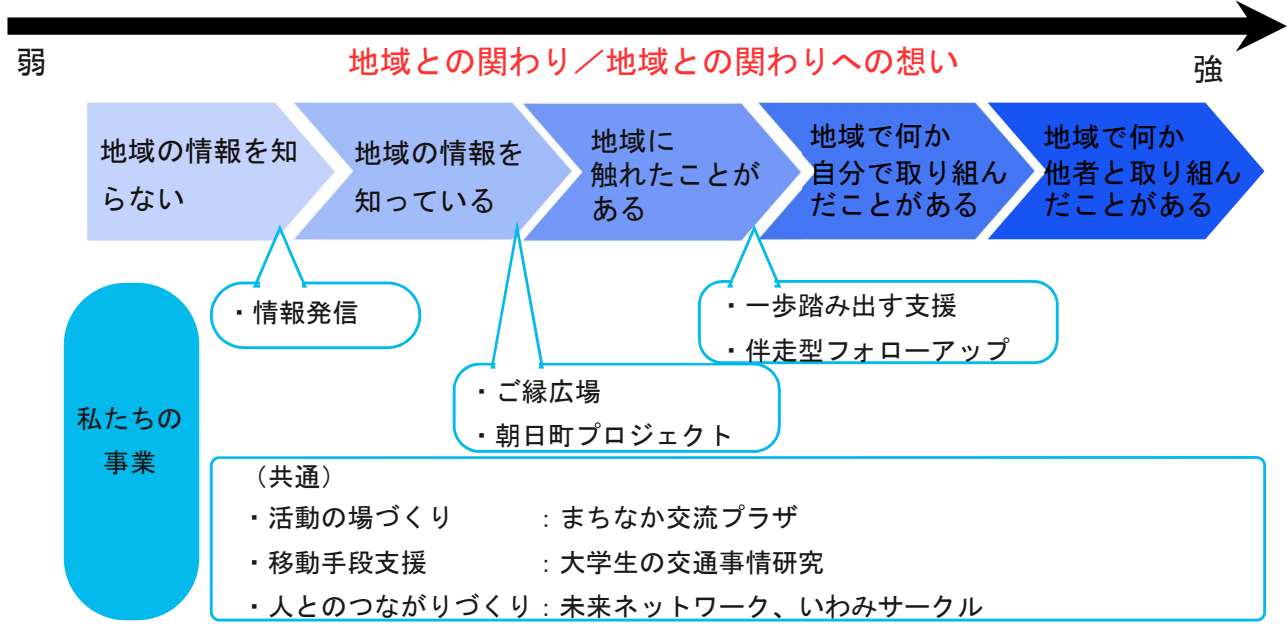 弱
地域との関わり／地域との関わりへの想い
強
地域の情報を知
らない
地域の情報を
知っている
地域に
触れたことが
ある
地域で何か
自分で取り組ん
だことがある
地域で何か
他者と取り組ん
だことがある
・情報発信
・ご縁広場
・朝日町プロジェクト
・一歩踏み出す支援
・伴走型フォローアップ
私たちの
事業
（共通）
・活動の場づくり　　　：まちなか交流プラザ
・移動手段支援　　　　：大学生の交通事情研究
・人とのつながりづくり：未来ネットワーク、いわみサークル